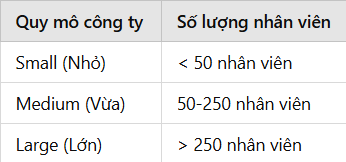 Quy mô công ty Số lượng nhân viên
Small (Nhỏ) < 50 nhân viên
Medium (Vừa) 50-250 nhân viên
Large (Lớn) > 250 nhân viên